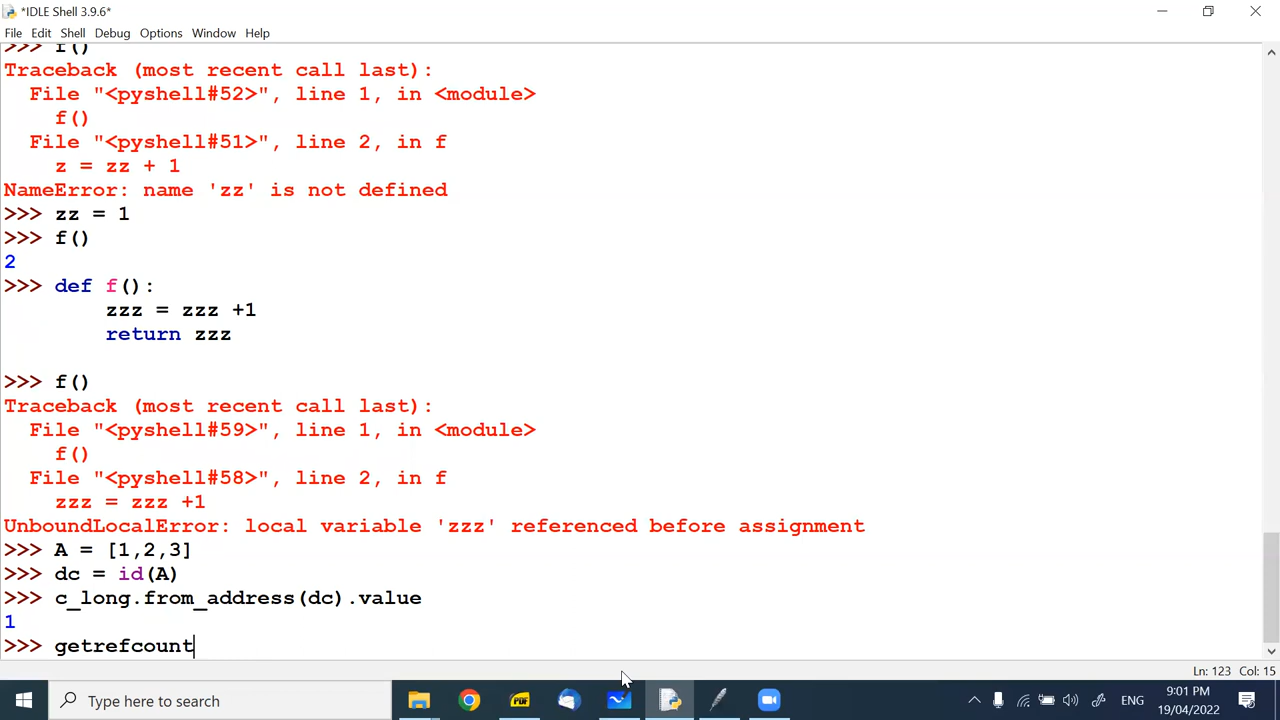 *IDLE Shell 3.9.6*
File Edit Shell Debug Options Window Help
>>> f()
Traceback (most recent call last):
  File "<pyshell#52>", line 1, in <module>
    f()
  File "<pyshell#51>", line 2, in f
    z = zz + 1
NameError: name 'zz' is not defined
>>> zz = 1
>>> f()
2
>>> def f():
        zzz = zzz +1
        return zzz
>>> f()
Traceback (most recent call last):
  File "<pyshell#59>", line 1, in <module>
    f()
  File "<pyshell#58>", line 2, in f
    zzz = zzz +1
UnboundLocalError: local variable 'zzz' referenced before assignment
>>> A = [1,2,3]
>>> dc = id(A)
>>> c_long.from_address(dc).value
1
>>> getrefcount
Ln: 123 Col: 15
Type here to search
PDF
ENG
9:01 PM
19/04/2022